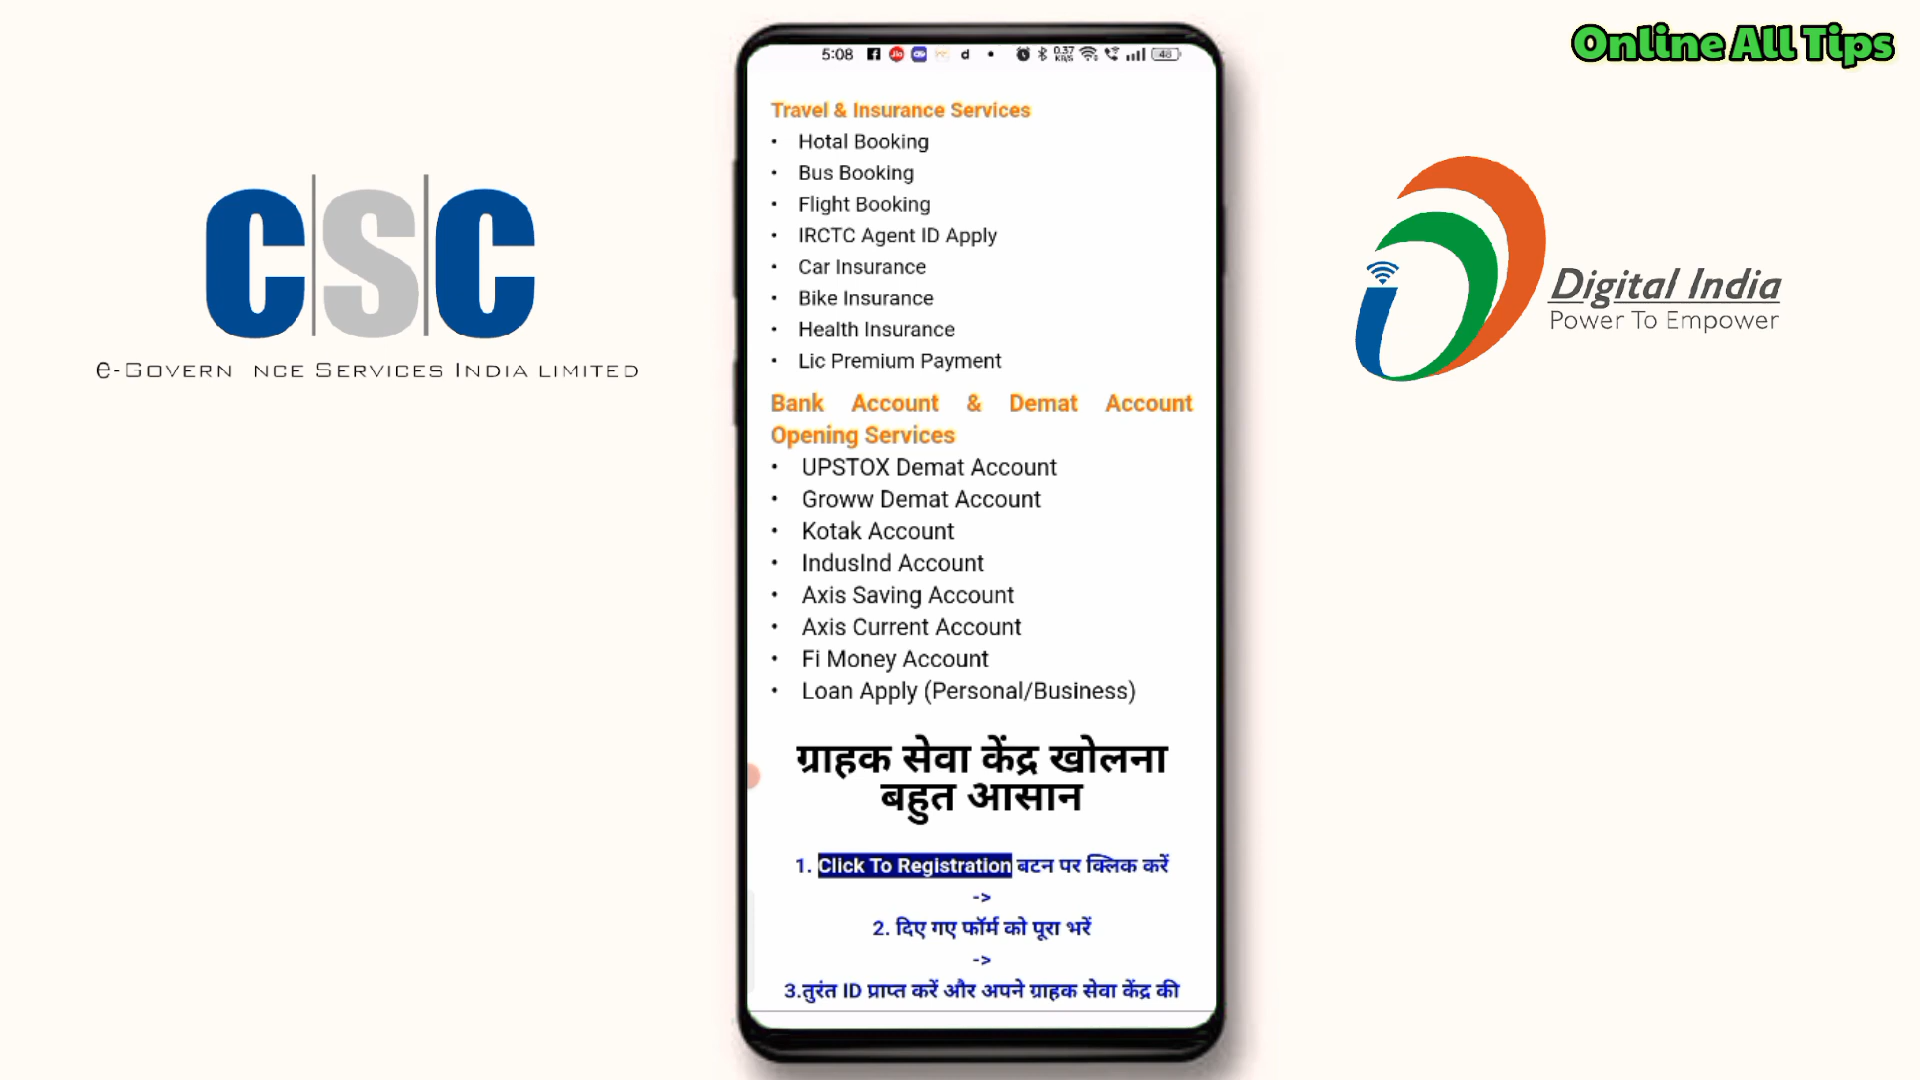 Online All Tips
CSC
e-Govern nce Services India Limited
Digital India
Power To Empower
5:08
0.37
KB/S
48
Travel & Insurance Services
• Hotal Booking
• Bus Booking
• Flight Booking
• IRCTC Agent ID Apply
• Car Insurance
• Bike Insurance
• Health Insurance
• Lic Premium Payment
Bank Account & Demat Account
Opening Services
• UPSTOX Demat Account
• Groww Demat Account
• Kotak Account
• IndusInd Account
• Axis Saving Account
• Axis Current Account
• Fi Money Account
• Loan Apply (Personal/Business)
ग्राहक सेवा केंद्र खोलना
बहुत आसान
1. Click To Registration बटन पर क्लिक करें
->
2. दिए गए फॉर्म को पूरा भरें
->
3.तुरंत ID प्राप्त करें और अपने ग्राहक सेवा केंद्र की